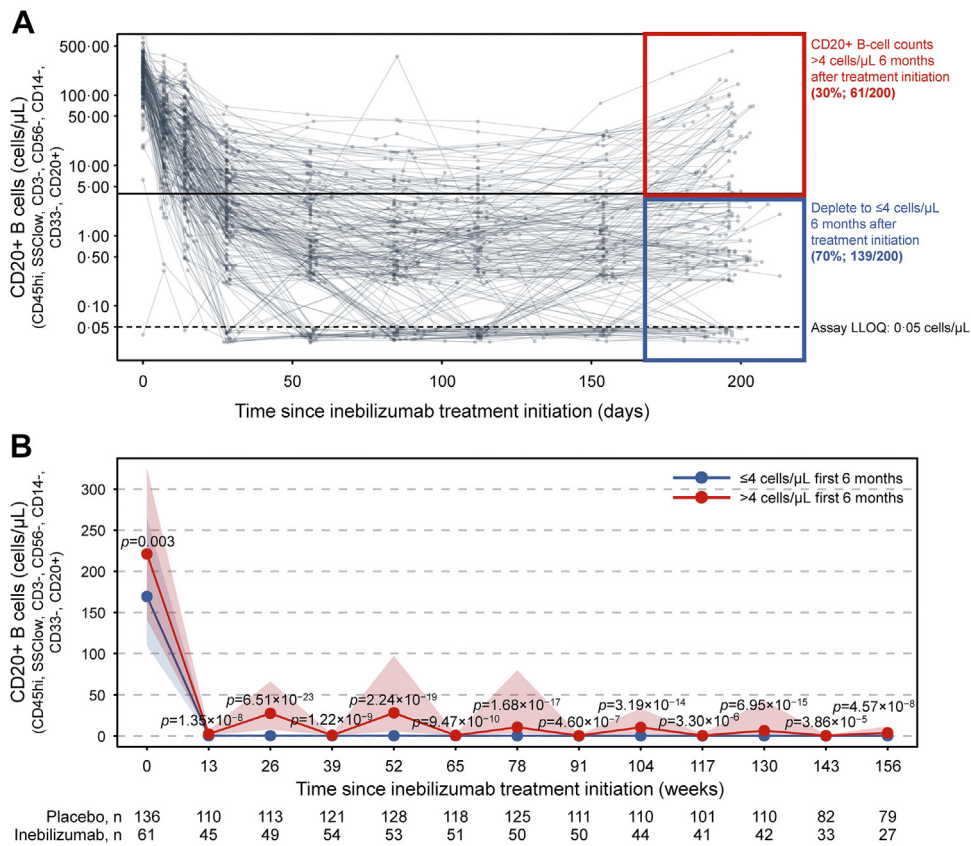 A
CD20+ B cells (cells/μL)
(CD45hi, SSClow, CD3-, CD56-, CD14-,
CD33-, CD20+)
500·00
100·00
50·00
10·00
5·00
1·00
0·50
0·10
0·05
0
50
100
150
200
Time since inebilizumab treatment initiation (days)
CD20+ B-cell counts
>4 cells/μL 6 months
after treatment initiation
(30%; 61/200)
Deplete to ≤4 cells/μL
6 months after
treatment initiation
(70%; 139/200)
Assay LLOQ: 0·05 cells/μL
B
CD20+ B cells (cells/μL)
(CD45hi, SSClow, CD3-, CD56-, CD14-,
CD33-, CD20+)
300
250
200
150
100
50
0
≤4 cells/μL first 6 months
>4 cells/μL first 6 months
p=0.003
p=1.35×10⁻⁸
p=6.51×10⁻²³
p=1.22×10⁻⁹
p=2.24×10⁻¹⁹
p=9.47×10⁻¹⁰
p=1.68×10⁻¹⁷
p=4.60×10⁻⁷
p=3.19×10⁻¹⁴
p=3.30×10⁻⁶
p=6.95×10⁻¹⁵
p=3.86×10⁻⁵
p=4.57×10⁻⁸
0 13 26 39 52 65 78 91 104 117 130 143 156
Time since inebilizumab treatment initiation (weeks)
Placebo, n 136 110 113 121 128 118 125 111 110 101 110 82 79
Inebilizumab, n 61 45 49 54 53 51 50 50 44 41 42 33 27